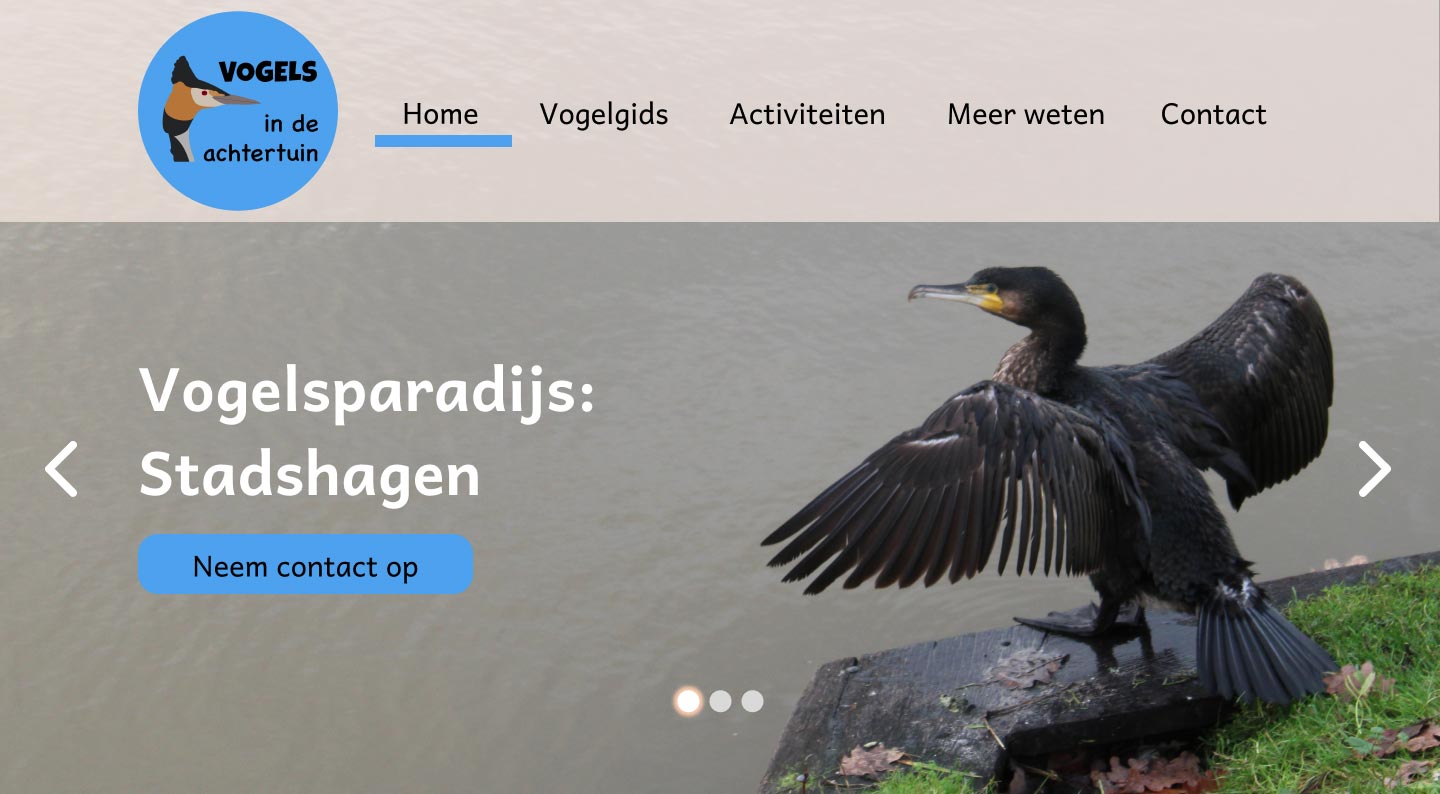 VOGELS
in de
achtertuin
Home Vogelgids Activiteiten Meer weten Contact
Vogelsparadijs:
Stadshagen
Neem contact op